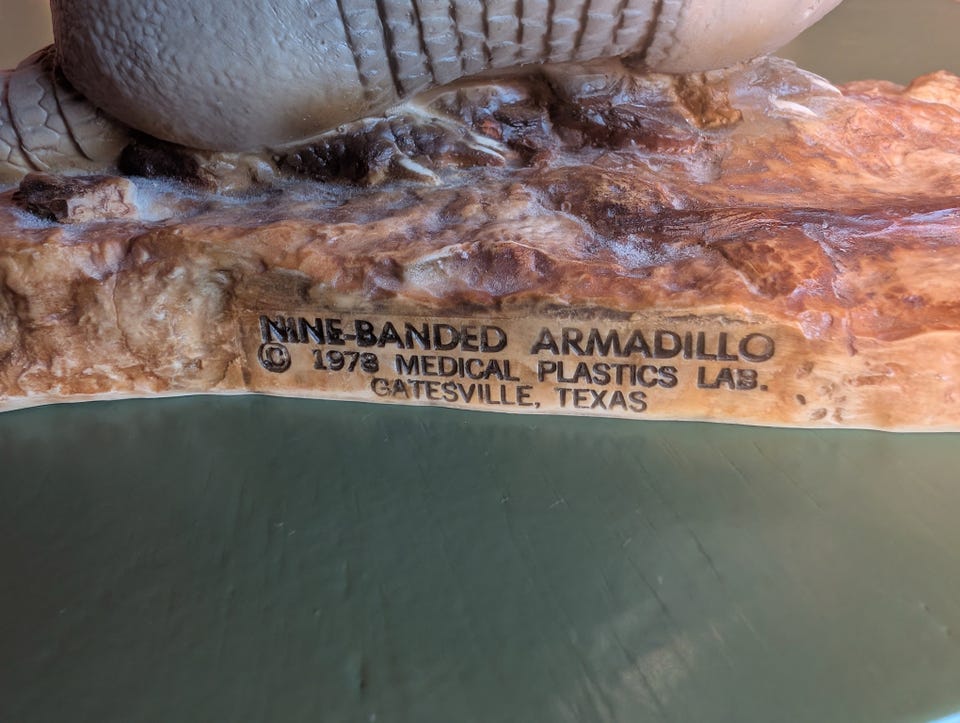 NINE-BANDED ARMADILLO
© 1978 MEDICAL PLASTICS LAB.
GATESVILLE, TEXAS